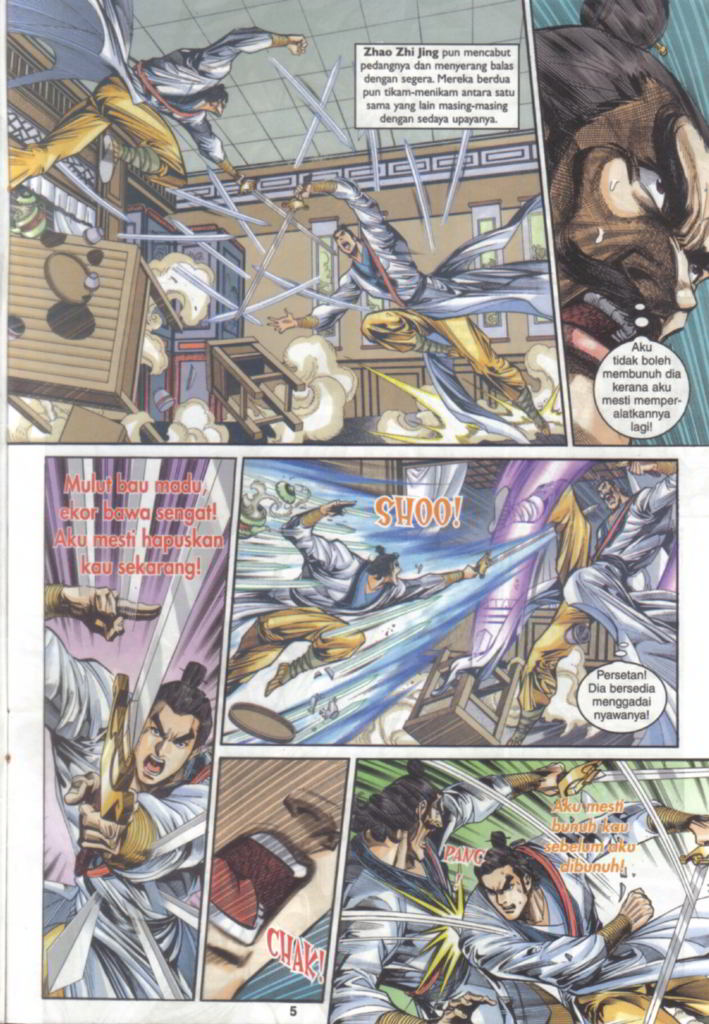 Zhao Zhi Jing pun mencabut
pedangnya dan menyerang balas
dengan segera. Mereka berdua
pun tikam-menikam antara satu
sama yang lain masing-masing
dengan sedaya upayanya.
Aku
tidak boleh
membunuh dia
kerana aku
mesti memper-
alatkannya
lagi!
Mulut bau madu,
ekor bawa sengat!
Aku mesti hapuskan
kau sekarang!
SHOO!
Persetan!
Dia bersedia
menggadai
nyawanya!
CHAK!
PANG
!
Aku mesti
bunuh kau
sebelum aku
dibunuh!
5